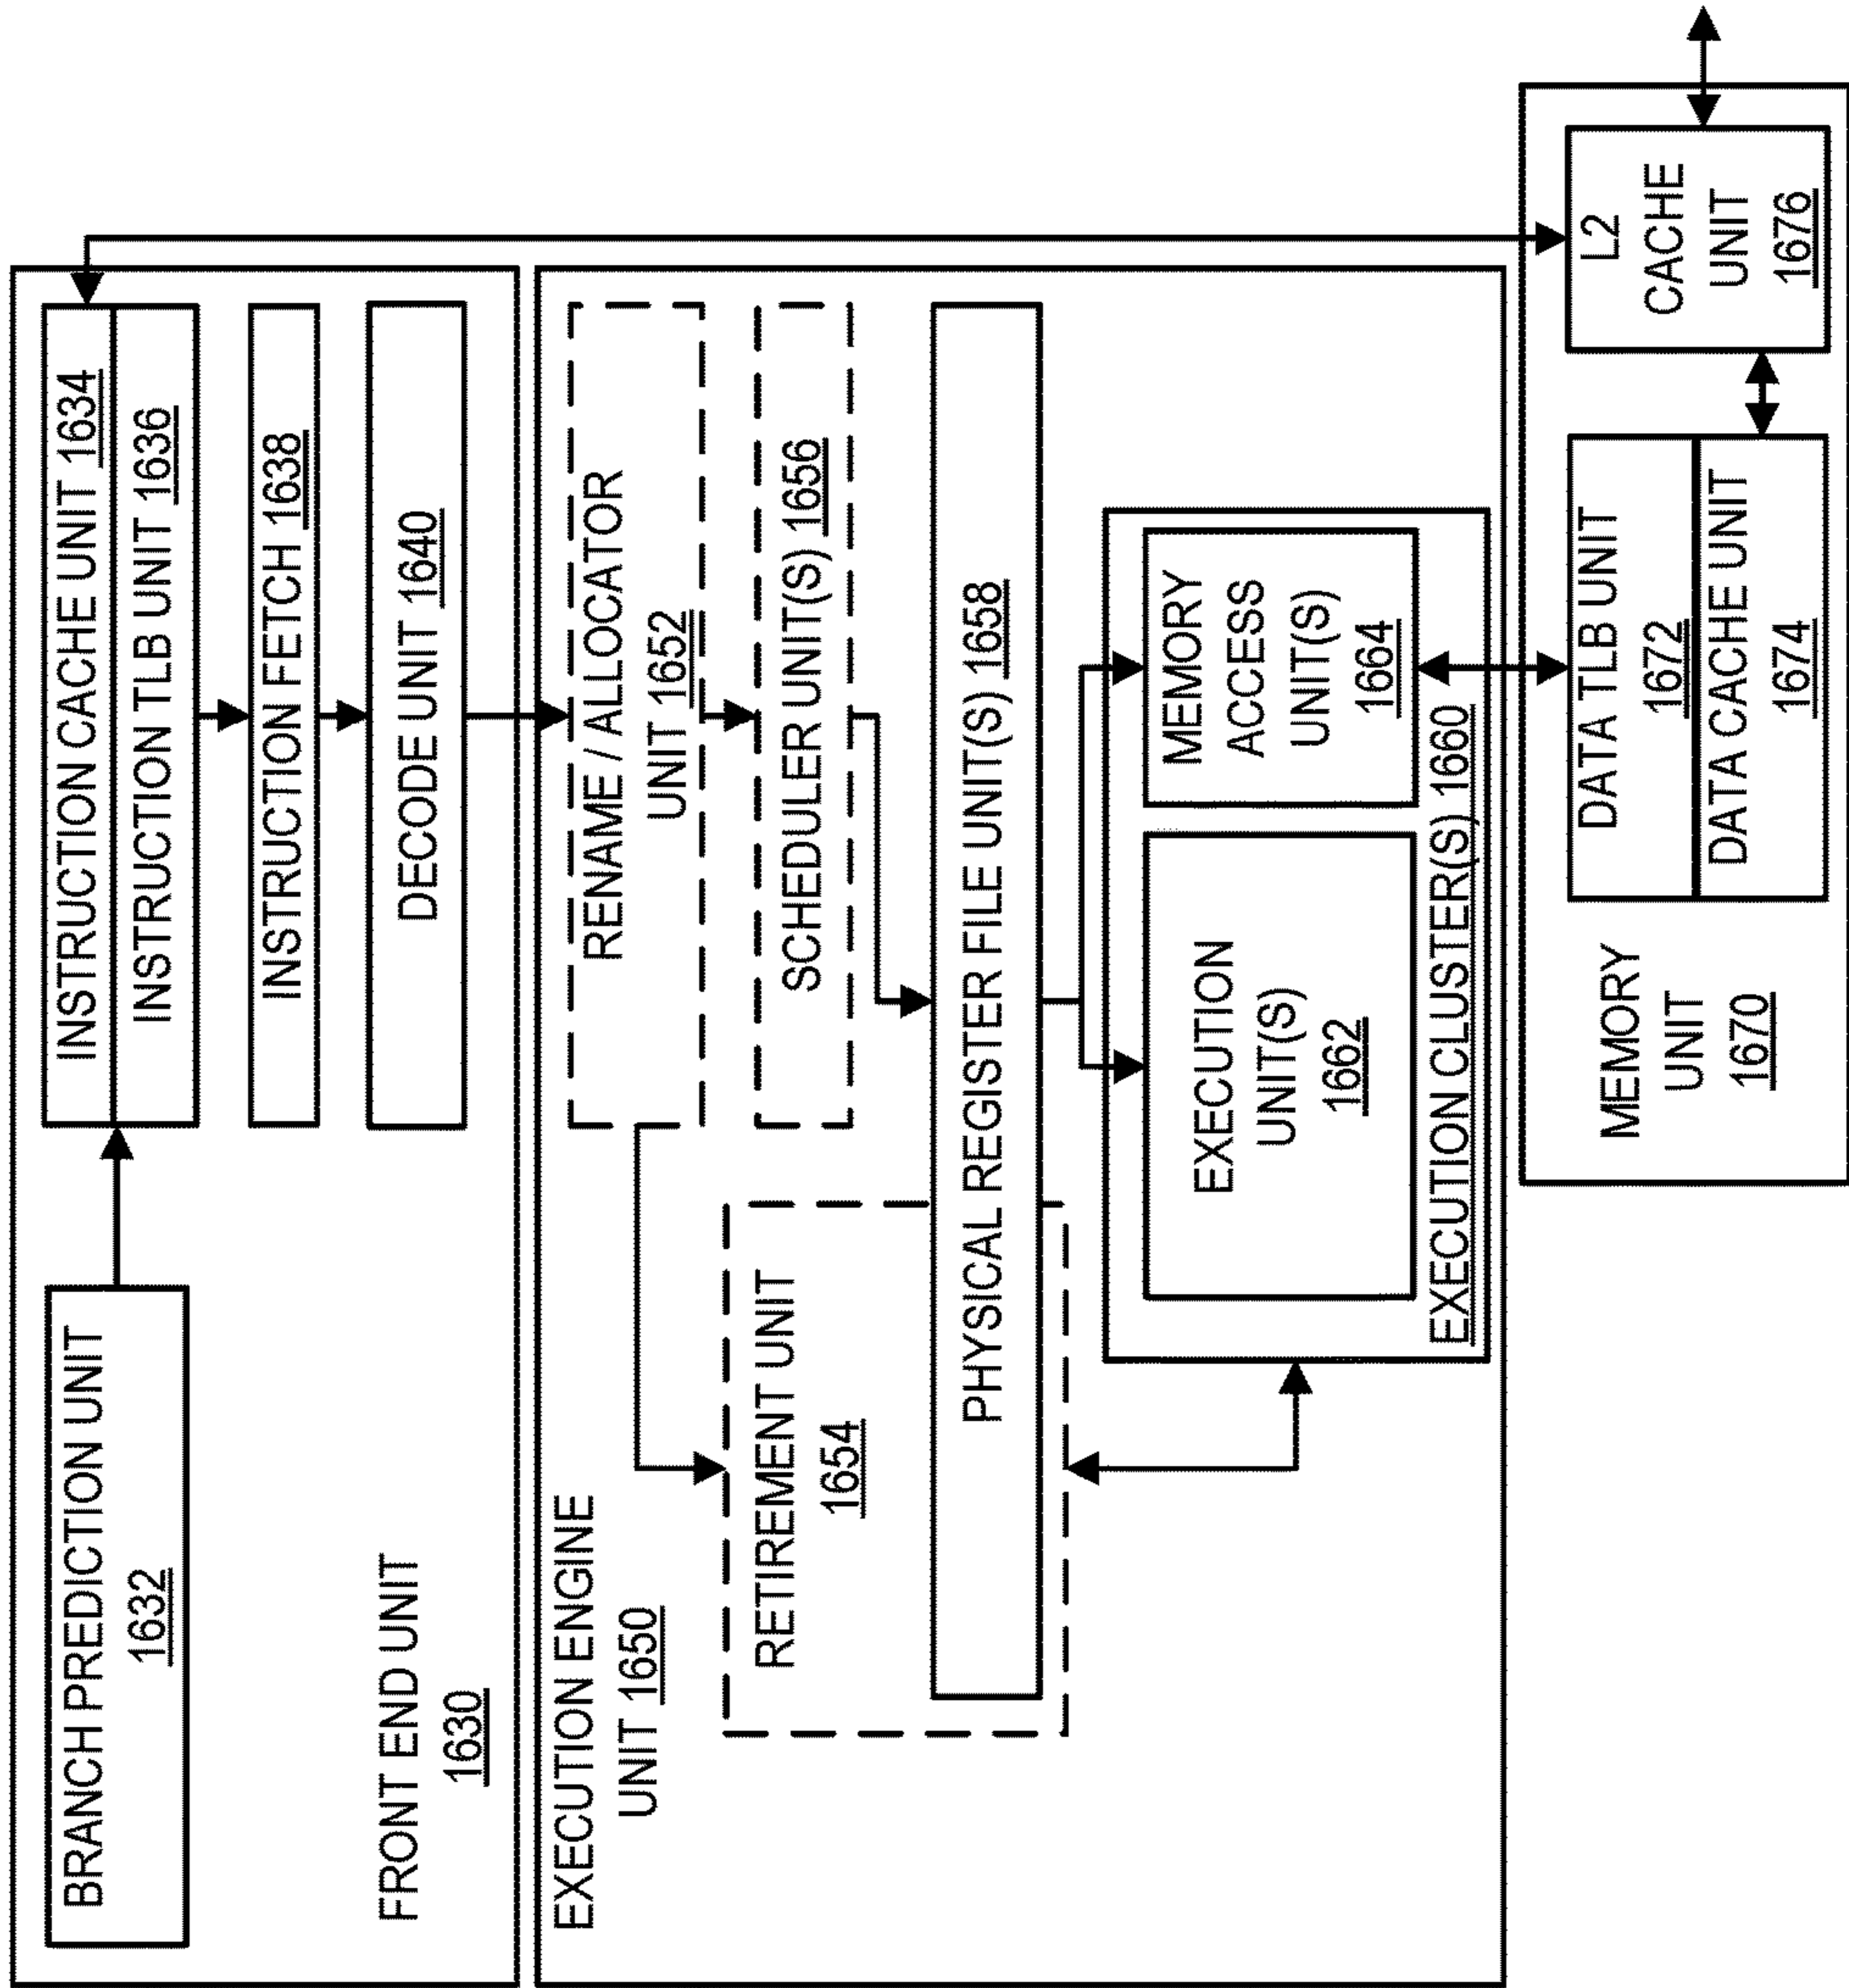 BRANCH PREDICTION UNIT
1632
INSTRUCTION CACHE UNIT 1634
INSTRUCTION TLB UNIT 1636
INSTRUCTION FETCH 1638
DECODE UNIT 1640
FRONT END UNIT
1630
EXECUTION ENGINE
UNIT 1650
RENAME / ALLOCATOR
UNIT 1652
RETIREMENT UNIT
1654
SCHEDULER UNIT(S) 1656
PHYSICAL REGISTER FILE UNIT(S) 1658
EXECUTION
UNIT(S)
1662
MEMORY
ACCESS
UNIT(S)
1664
EXECUTION CLUSTER(S) 1660
MEMORY
UNIT
1670
DATA TLB UNIT
1672
DATA CACHE UNIT
1674
L2
CACHE
UNIT
1676